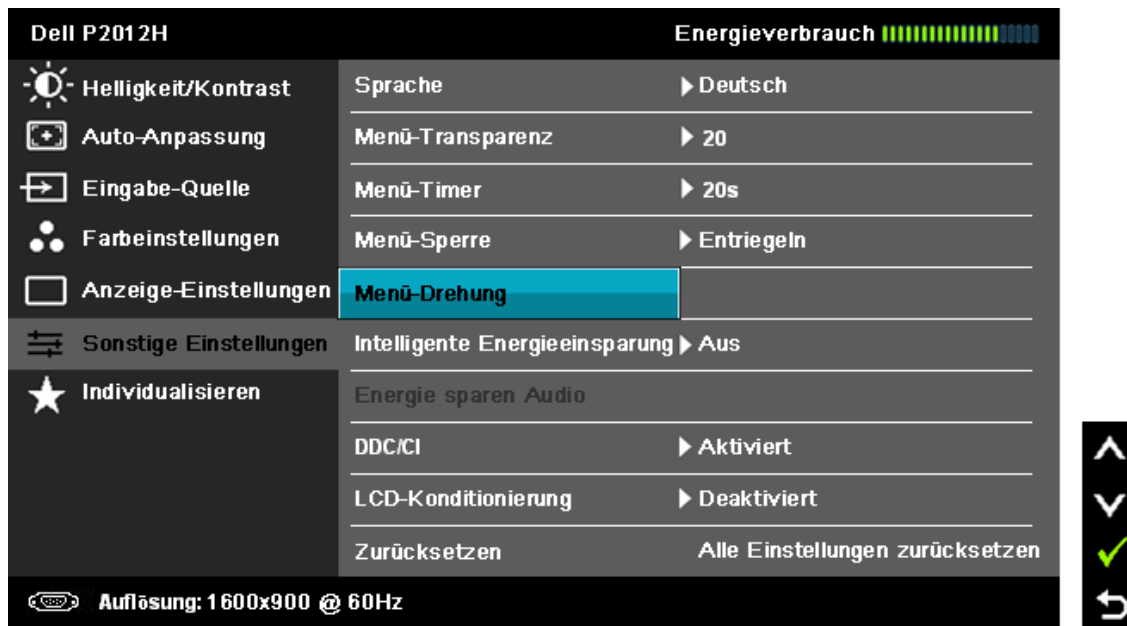 Dell P2012H Energieverbrauch
Helligkeit/Kontrast
Auto-Anpassung
Eingabe-Quelle
Farbeinstellungen
Anzeige-Einstellungen
Sonstige Einstellungen
Individualisieren
Sprache Deutsch
Menü-Transparenz 20
Menü-Timer 20s
Menü-Sperre Entriegeln
Menü-Drehung
Intelligente Energieeinsparung Aus
Energie sparen Audio
DDC/CI Aktiviert
LCD-Konditionierung Deaktiviert
Zurücksetzen Alle Einstellungen zurücksetzen
Auflösung: 1600x900 @ 60Hz